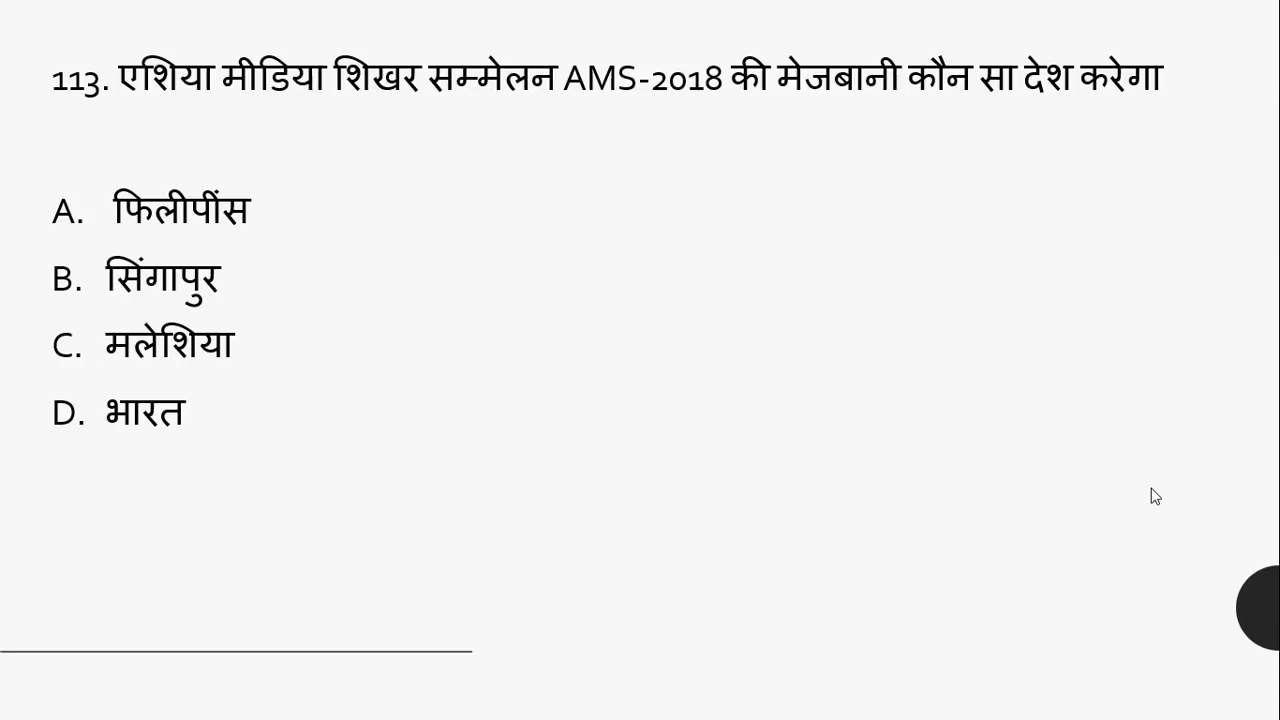 113. एशिया मीडिया शिखर सम्मेलन AMS-2018 की मेजबानी कौन सा देश करेगा
A. फिलीपींस
B. सिंगापुर
C. मलेशिया
D. भारत